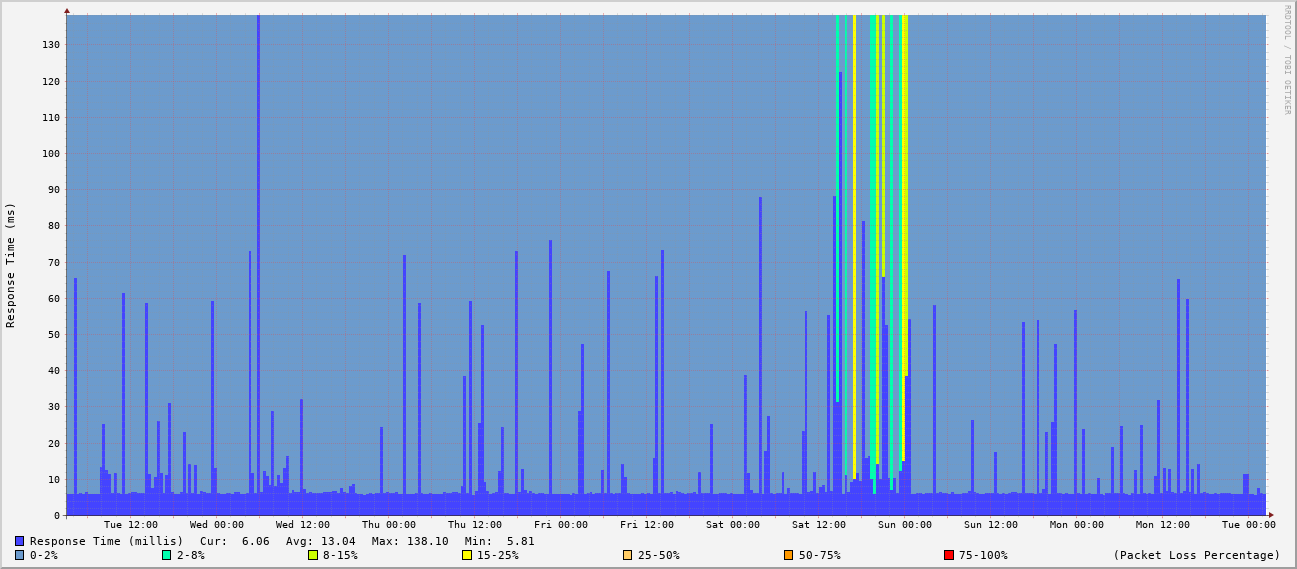 RRDTOOL / TOBI OETIKER
Response Time (ms)
130
120
110
100
90
80
70
60
50
40
30
20
10
0
Tue 12:00 Wed 00:00 Wed 12:00 Thu 00:00 Thu 12:00 Fri 00:00 Fri 12:00 Sat 00:00 Sat 12:00 Sun 00:00 Sun 12:00 Mon 00:00 Mon 12:00 Tue 00:00
Response Time (millis) Cur: 6.06 Avg: 13.04 Max: 138.10 Min: 5.81
0-2% 2-8% 8-15% 15-25% 25-50% 50-75% 75-100% (Packet Loss Percentage)